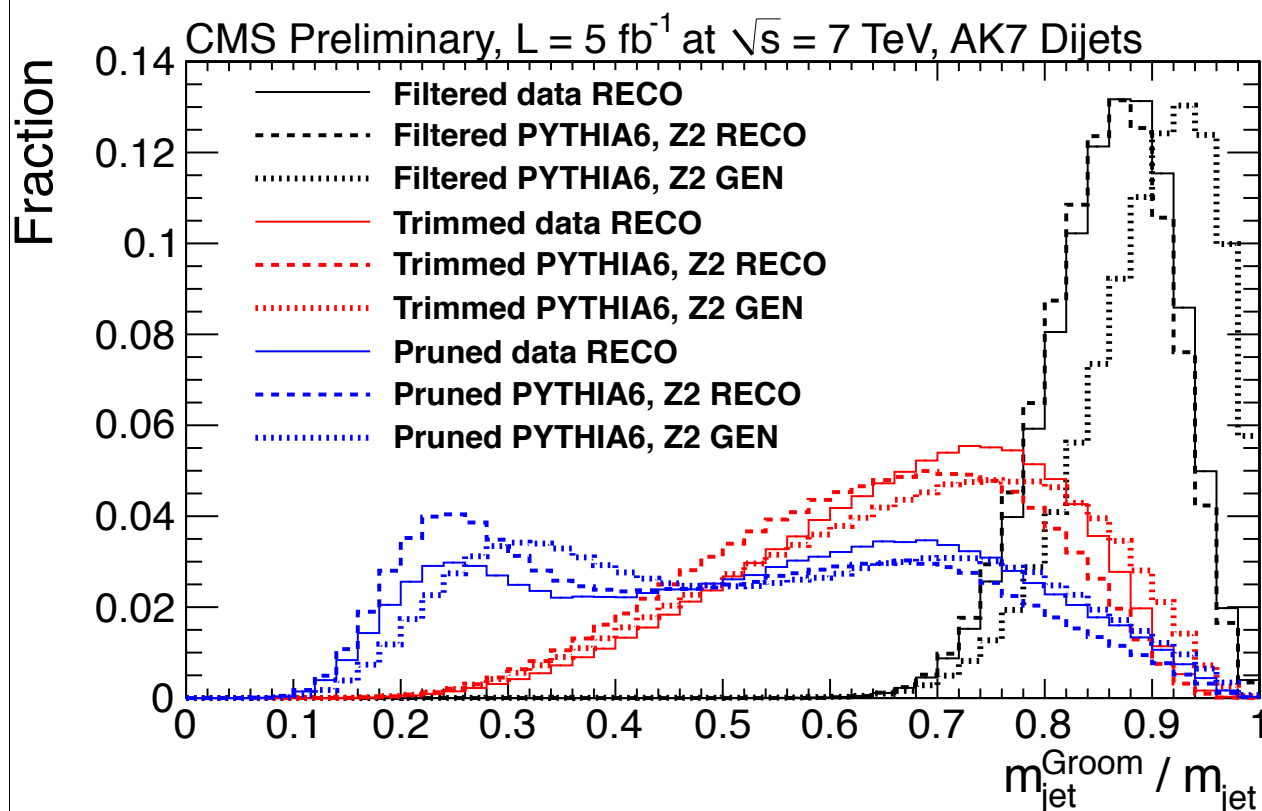 CMS Preliminary, L = 5 fb⁻¹ at √s = 7 TeV, AK7 Dijets
Fraction
0.14
0.12
0.1
0.08
0.06
0.04
0.02
0
Filtered data RECO
Filtered PYTHIA6, Z2 RECO
Filtered PYTHIA6, Z2 GEN
Trimmed data RECO
Trimmed PYTHIA6, Z2 RECO
Trimmed PYTHIA6, Z2 GEN
Pruned data RECO
Pruned PYTHIA6, Z2 RECO
Pruned PYTHIA6, Z2 GEN
0 0.1 0.2 0.3 0.4 0.5 0.6 0.7 0.8 0.9 1
m_jet^Groom / m_jet